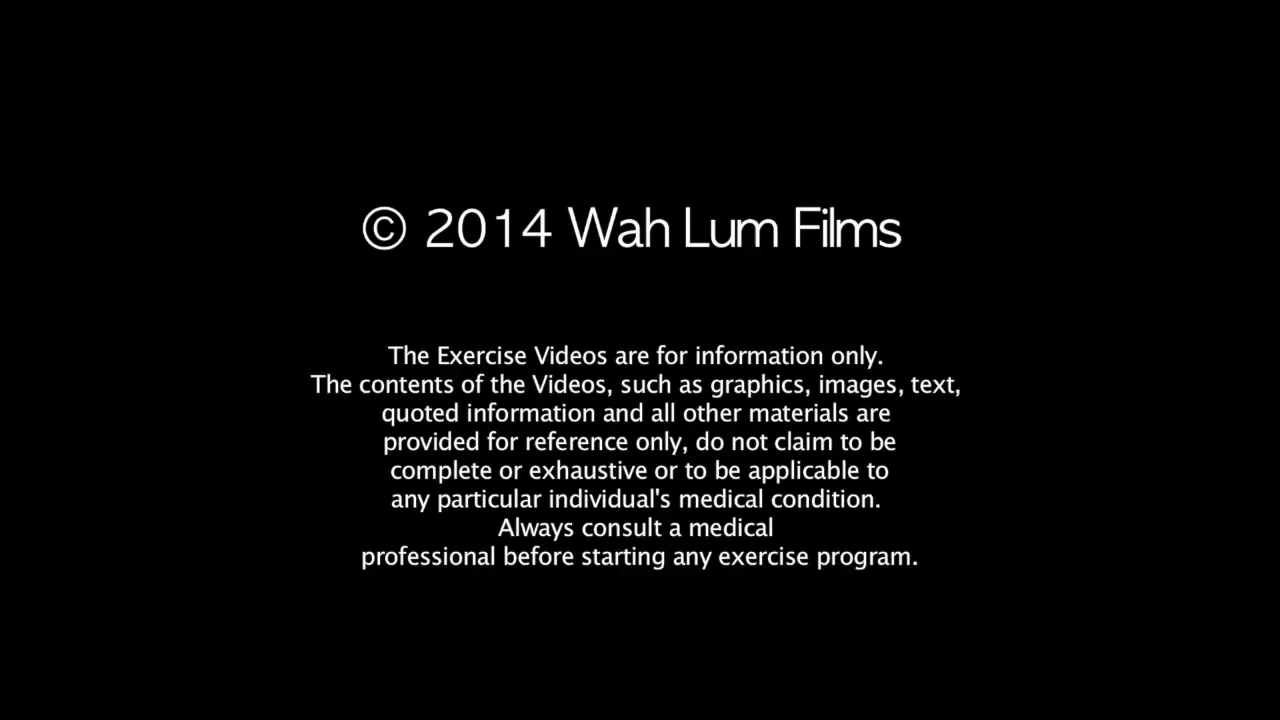 © 2014 Wah Lum Films
The Exercise Videos are for information only.
The contents of the Videos, such as graphics, images, text,
quoted information and all other materials are
provided for reference only, do not claim to be
complete or exhaustive or to be applicable to
any particular individual's medical condition.
Always consult a medical
professional before starting any exercise program.